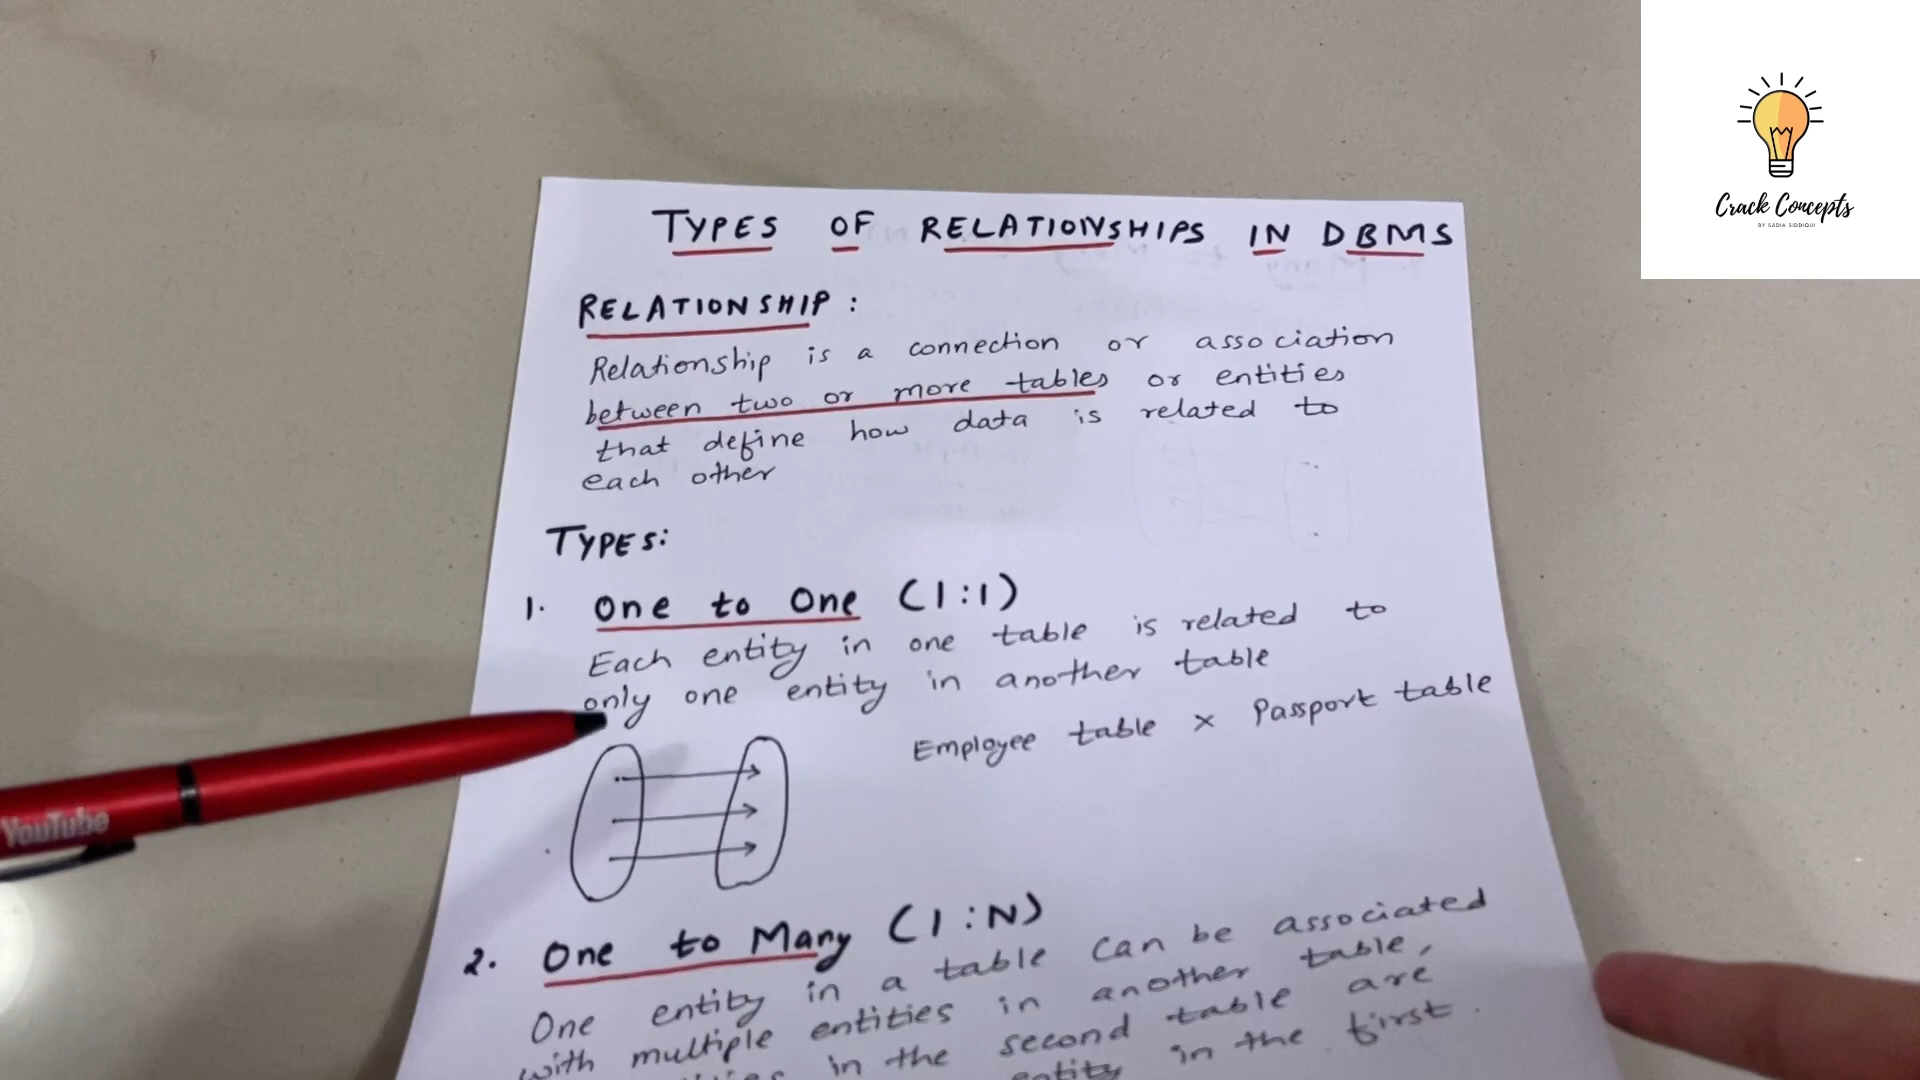 TYPES OF RELATIONSHIPS IN DBMS
RELATIONSHIP :
Relationship is a connection or association
between two or more tables or entities
that define how data is related to
each other
TYPES:
1. One to One (1:1)
Each entity in one table is related to
only one entity in another table
Employee table x Passport table
2. One to Many (1:N)
One entity in a table can be associated
with multiple entities in another table,
in the second table are
entity in the first.
YouTube
Crack Concepts
BY SADIA SIDDIQUI